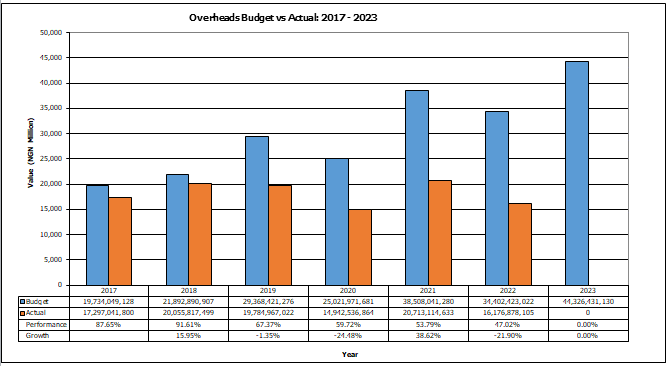 Overheads Budget vs Actual: 2017 - 2023
50,000
45,000
40,000
35,000
30,000
25,000
20,000
15,000
10,000
5,000
0
Value (NGN Million)
2017 2018 2019 2020 2021 2022 2023
Budget 19,734,049,128 21,892,890,907 29,368,421,276 25,021,971,681 38,508,041,280 34,402,423,022 44,326,431,130
Actual 17,297,041,800 20,055,817,499 19,784,967,022 14,942,536,864 20,713,114,633 16,176,878,105 0
Performance 87.65% 91.61% 67.37% 59.72% 53.79% 47.02% 0.00%
Growth 15.95% -1.35% -24.48% 38.62% -21.90% 0.00%
Year